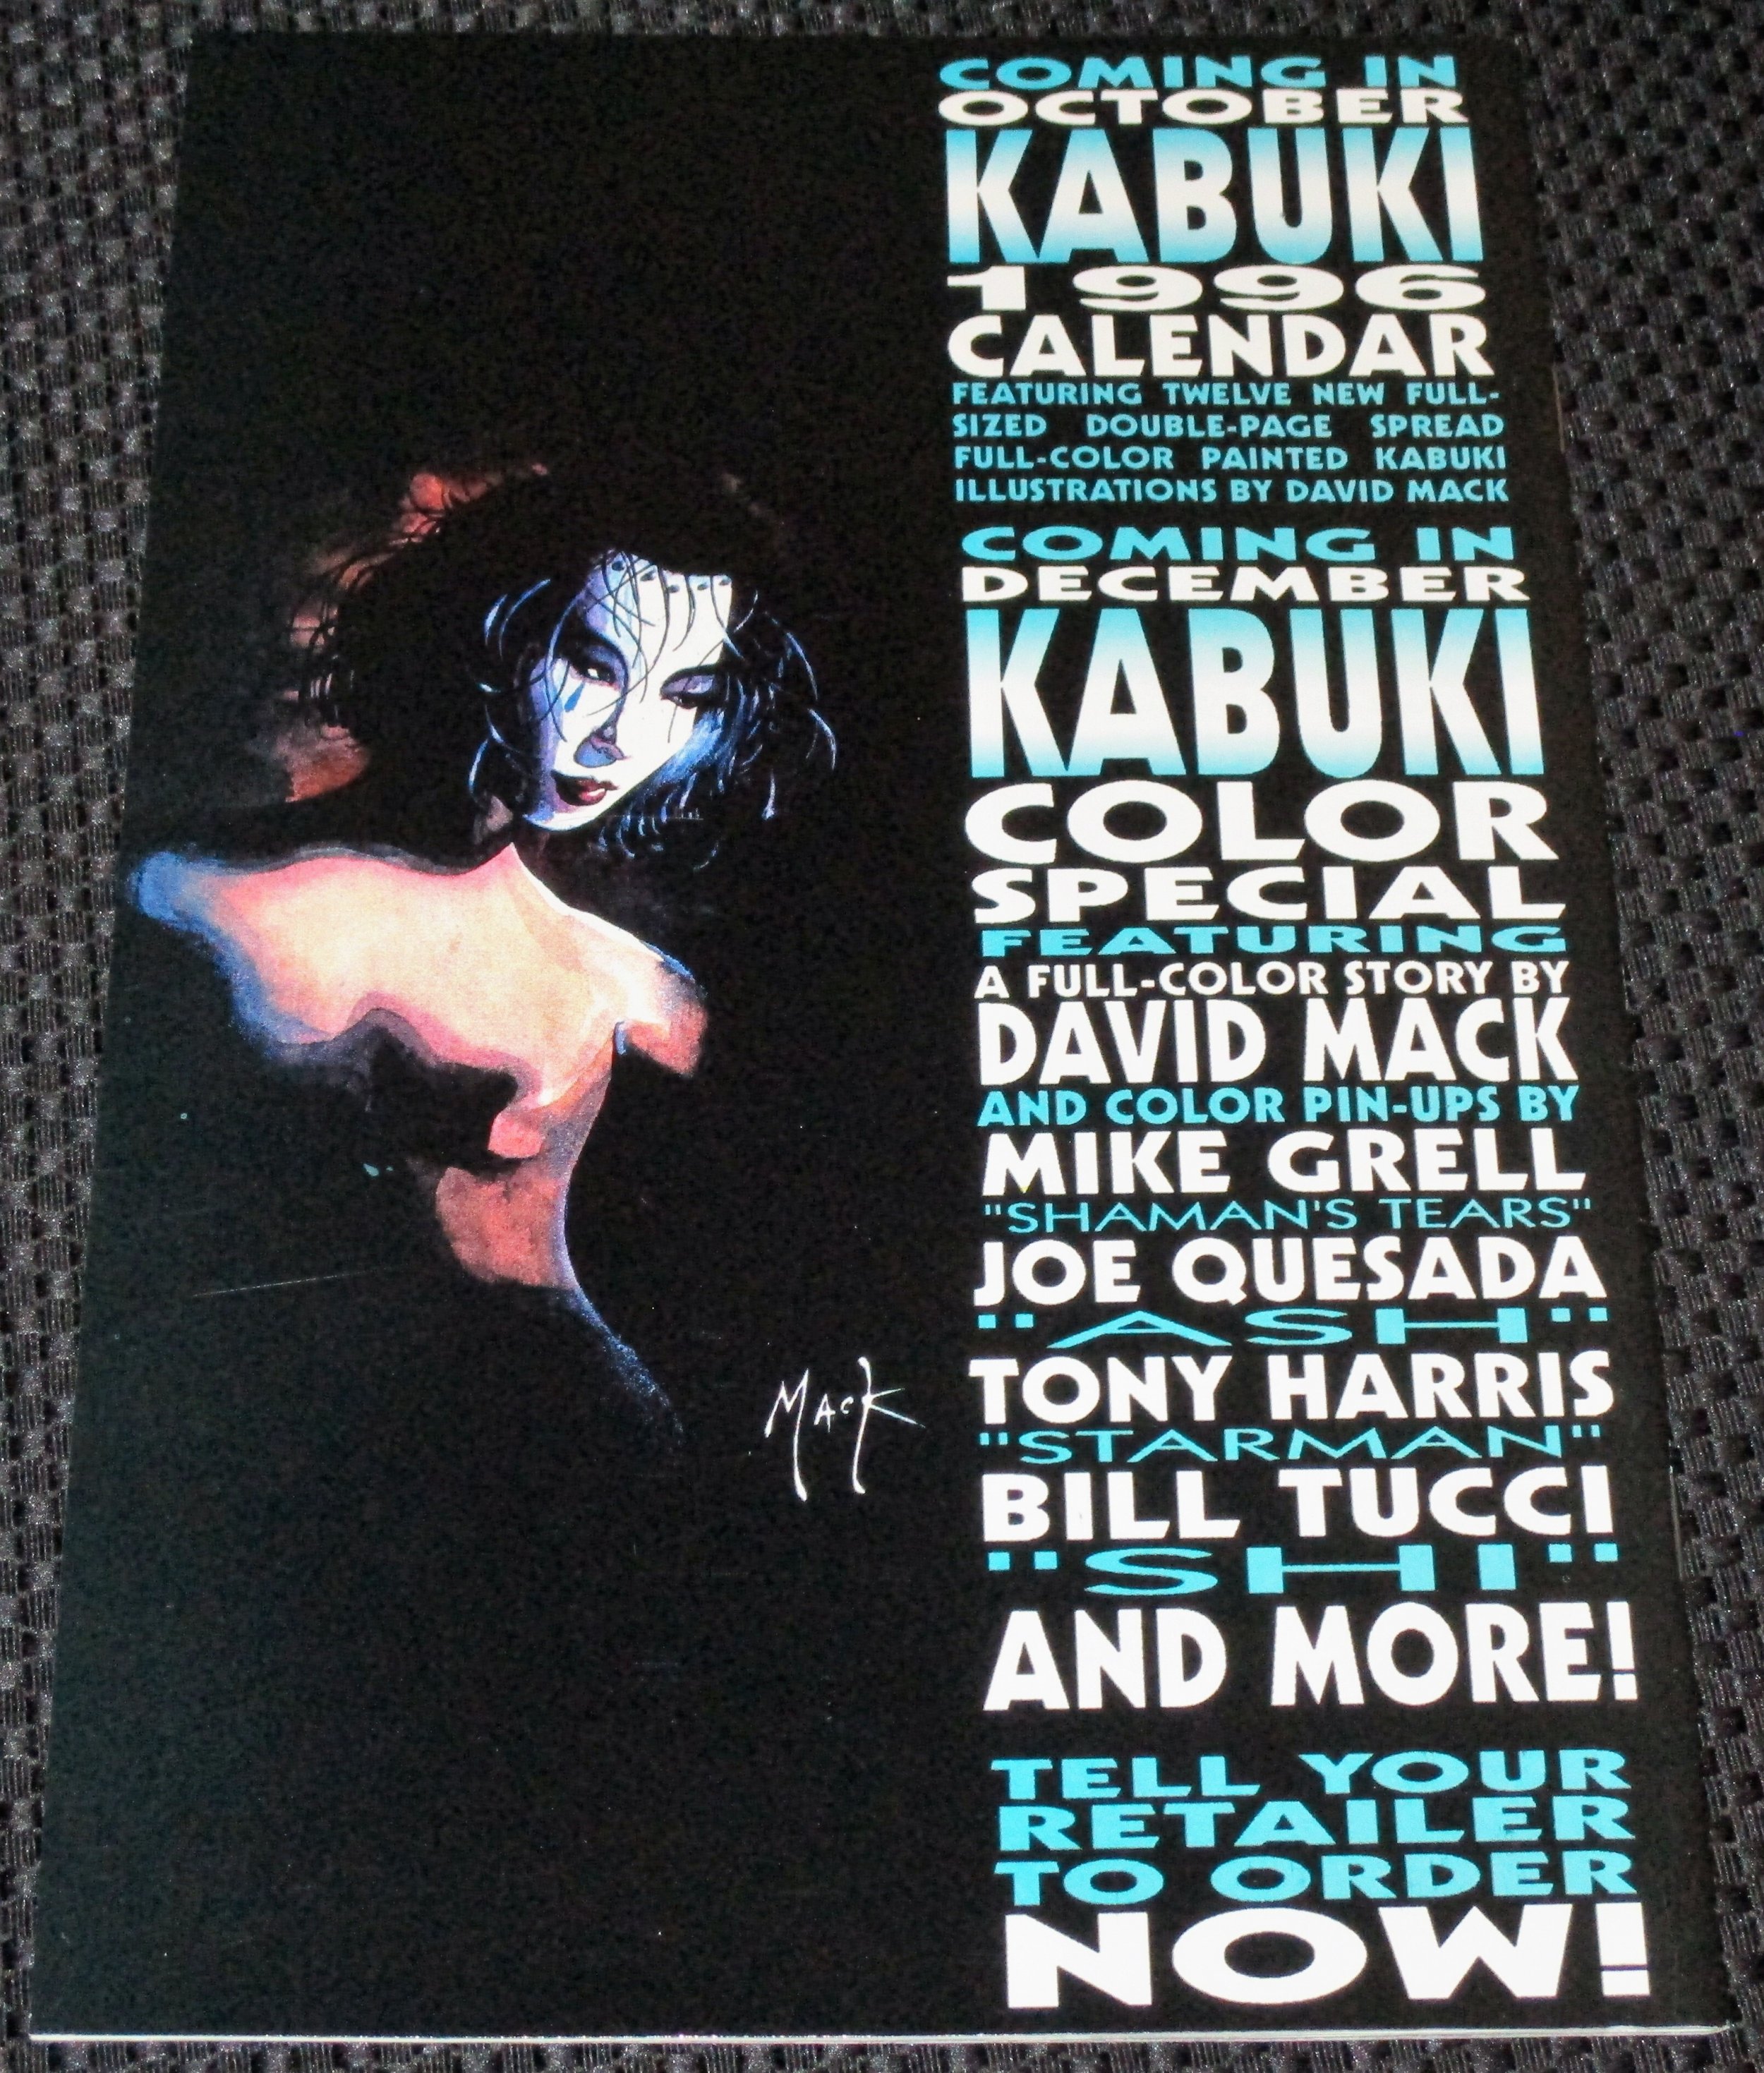 COMING IN
OCTOBER
KABUKI
1996
CALENDAR
FEATURING TWELVE NEW FULL-
SIZED DOUBLE-PAGE SPREAD
FULL-COLOR PAINTED KABUKI
ILLUSTRATIONS BY DAVID MACK
COMING IN
DECEMBER
KABUKI
COLOR
SPECIAL
FEATURING
A FULL-COLOR STORY BY
DAVID MACK
AND COLOR PIN-UPS BY
MIKE GRELL
"SHAMAN'S TEARS"
JOE QUESADA
"ASH"
TONY HARRIS
"STARMAN"
BILL TUCCI
"SHI"
AND MORE!
TELL YOUR
RETAILER
TO ORDER
NOW!
MACK